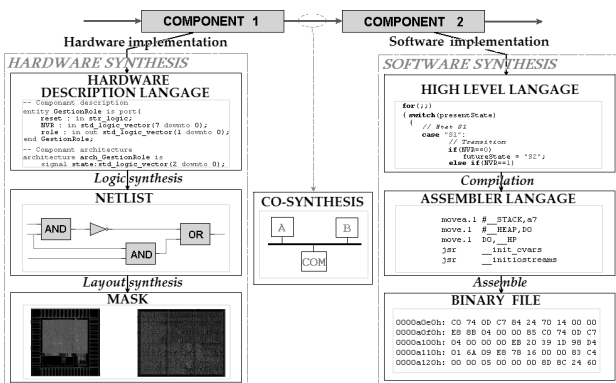 COMPONENT 1
COMPONENT 2
Hardware implementation
Software implementation
HARDWARE SYNTHESIS
HARDWARE
DESCRIPTION LANGAGE
-- Componant description
entity GestionRole is port(
reset : in str_logic;
NVR : in std_logic_vector(7 downto 0);
role : in out std_logic_vector(1 downto 0);
end GestionRole;
-- Componant architecture
architecture arch_GestionRole is
signal state:std_logic_vector(2 downto 0);
Logic synthesis
NETLIST
AND
OR
AND
Layout synthesis
MASK
CO-SYNTHESIS
A
B
COM
SOFTWARE SYNTHESIS
HIGH LEVEL LANGAGE
for(;;)
{ switch(presentState)
{
// Etat S1
case "S1":
// Transition
if(NVR==0)
futureState = "S2";
else if(NVR==1)
Compilation
ASSEMBLER LANGAGE
movea.l #__STACK,a7
move.l #__HEAP,D0
move.l D0,__HP
jsr __init_cvars
jsr __initiostreams
Assemble
BINARY FILE
0000a0e0h: C0 74 0D C7 84 24 70 14 00 00
0000a0f0h: E8 8B 04 00 00 85 C0 74 0D C7
0000a100h: 04 00 00 00 EB 20 39 1D 98 D4
0000a110h: 01 6A 09 E8 78 16 00 00 83 C4
0000a120h: 00 00 05 00 00 00 8D 8C 24 60